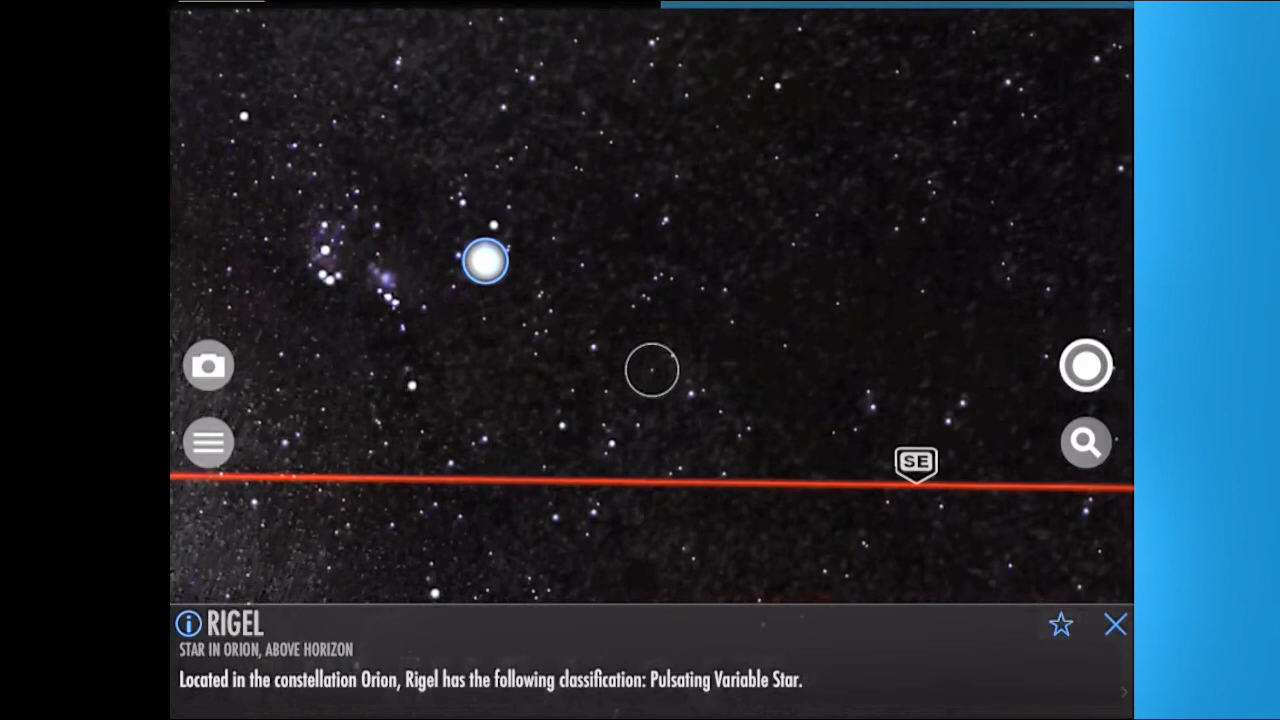 SE
RIGEL
STAR IN ORION, ABOVE HORIZON
Located in the constellation Orion, Rigel has the following classification: Pulsating Variable Star.